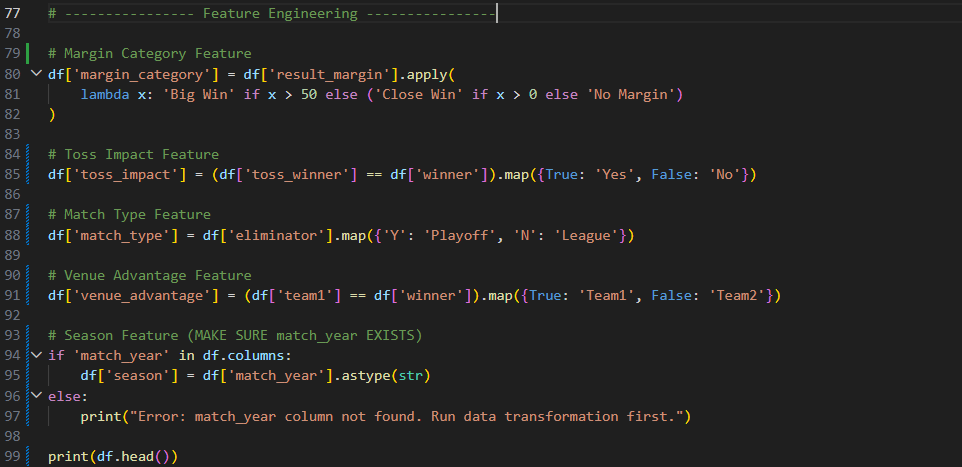 77 # ---------------- Feature Engineering ----------------
78
79 # Margin Category Feature
80 df['margin_category'] = df['result_margin'].apply(
81     lambda x: 'Big Win' if x > 50 else ('Close Win' if x > 0 else 'No Margin')
82 )
83
84 # Toss Impact Feature
85 df['toss_impact'] = (df['toss_winner'] == df['winner']).map({True: 'Yes', False: 'No'})
86
87 # Match Type Feature
88 df['match_type'] = df['eliminator'].map({'Y': 'Playoff', 'N': 'League'})
89
90 # Venue Advantage Feature
91 df['venue_advantage'] = (df['team1'] == df['winner']).map({True: 'Team1', False: 'Team2'})
92
93 # Season Feature (MAKE SURE match_year EXISTS)
94 if 'match_year' in df.columns:
95     df['season'] = df['match_year'].astype(str)
96 else:
97     print("Error: match_year column not found. Run data transformation first.")
98
99 print(df.head())